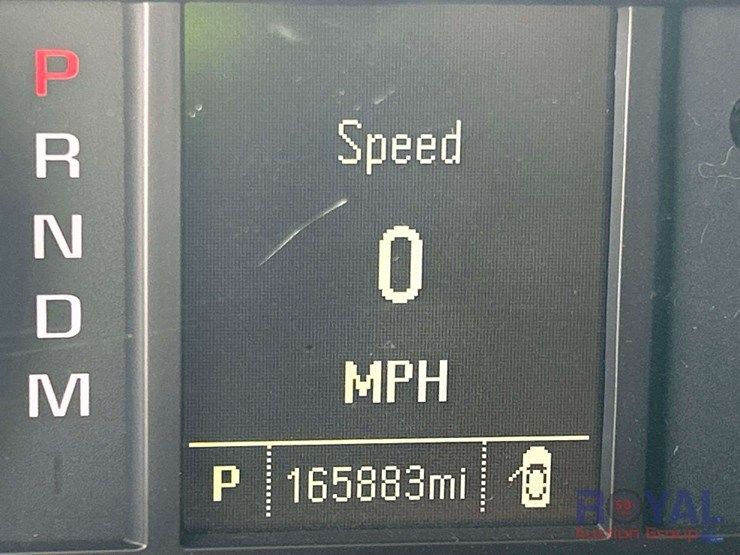 P
R
N
D
M
Speed
0
MPH
P 165883mi
ROYAL
Auction Group